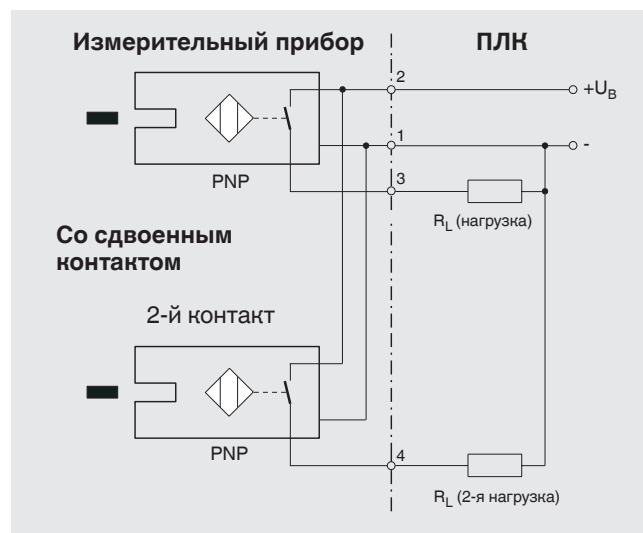 Измерительный прибор
ПЛК
2
+U_B
1
-
PNP
3
R_L (нагрузка)
Со сдвоенным
контактом
2-й контакт
PNP
4
R_L (2-я нагрузка)